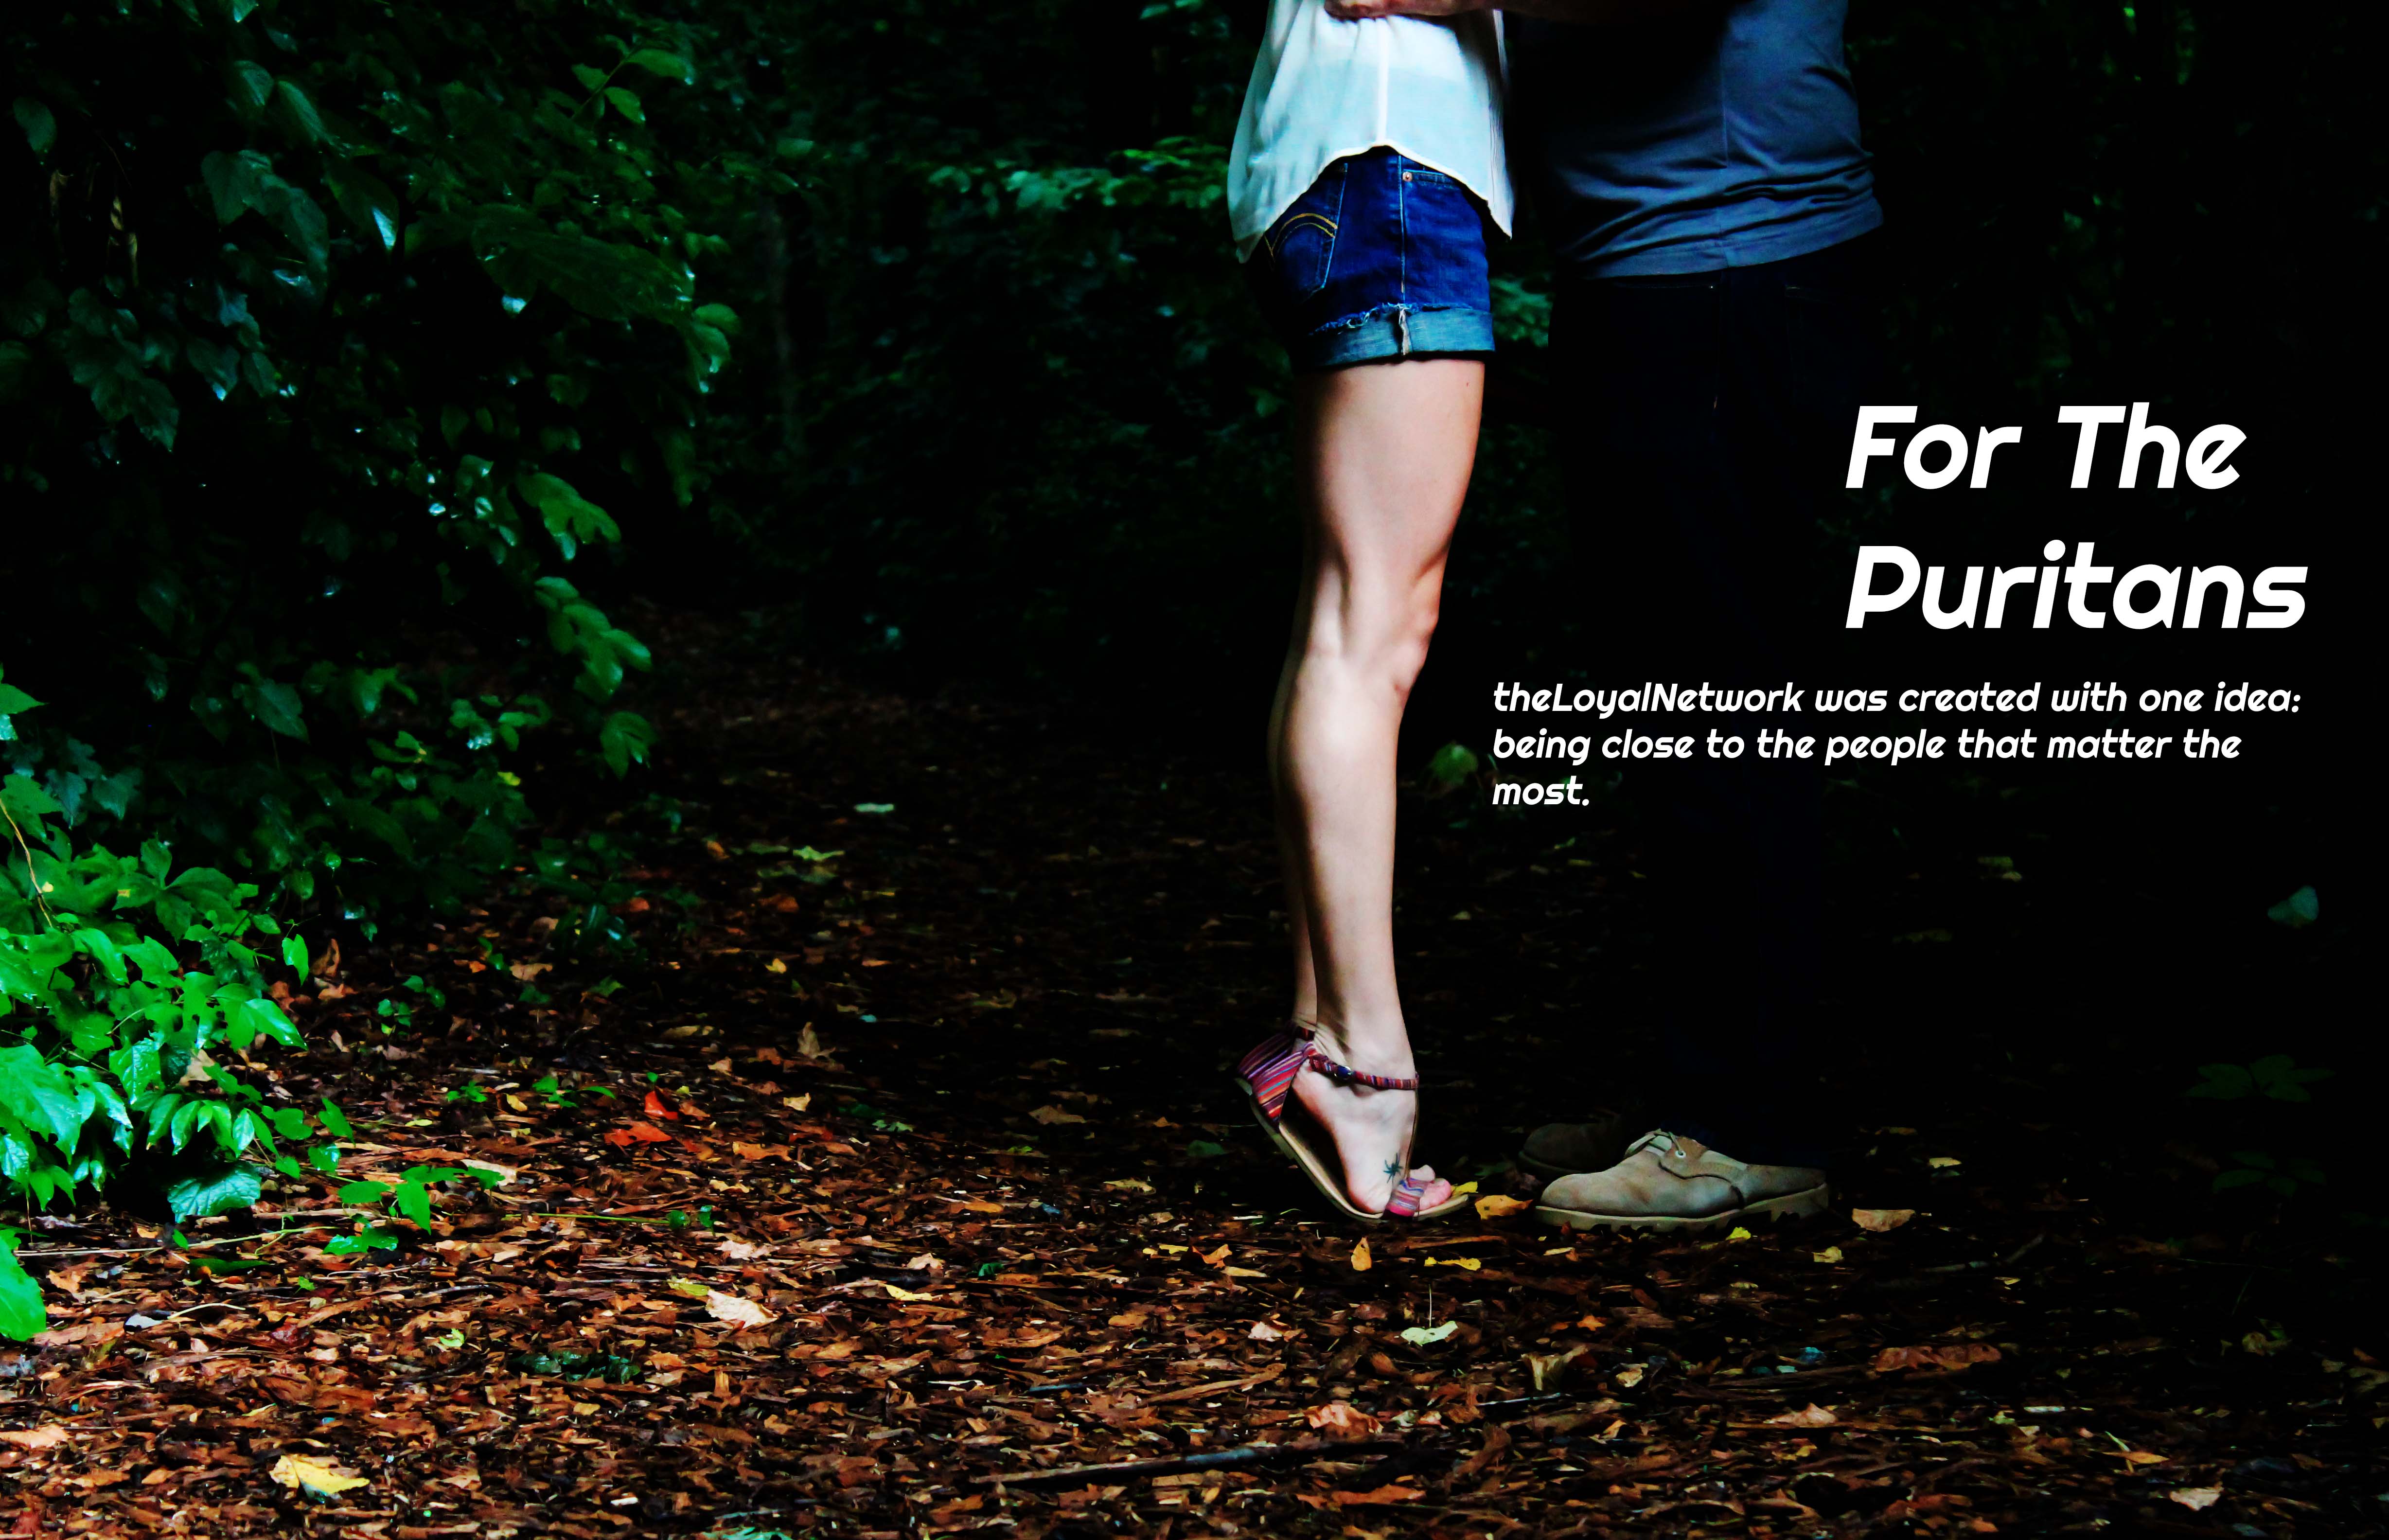 For The
Puritans
theLoyalNetwork was created with one idea:
being close to the people that matter the
most.